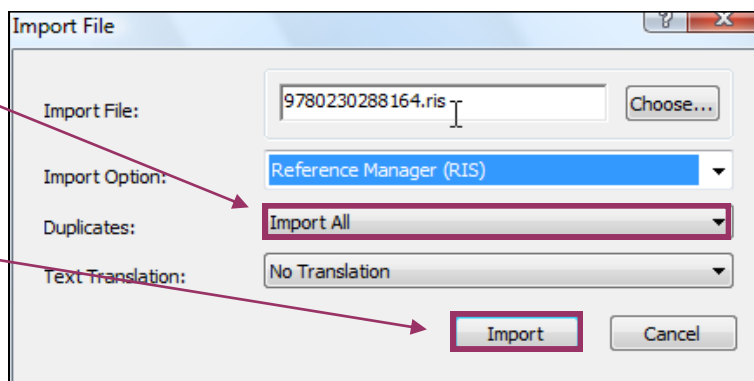 Import File
Import File: 9780230288164.ris Choose...
Import Option: Reference Manager (RIS)
Duplicates: Import All
Text Translation: No Translation
Import Cancel